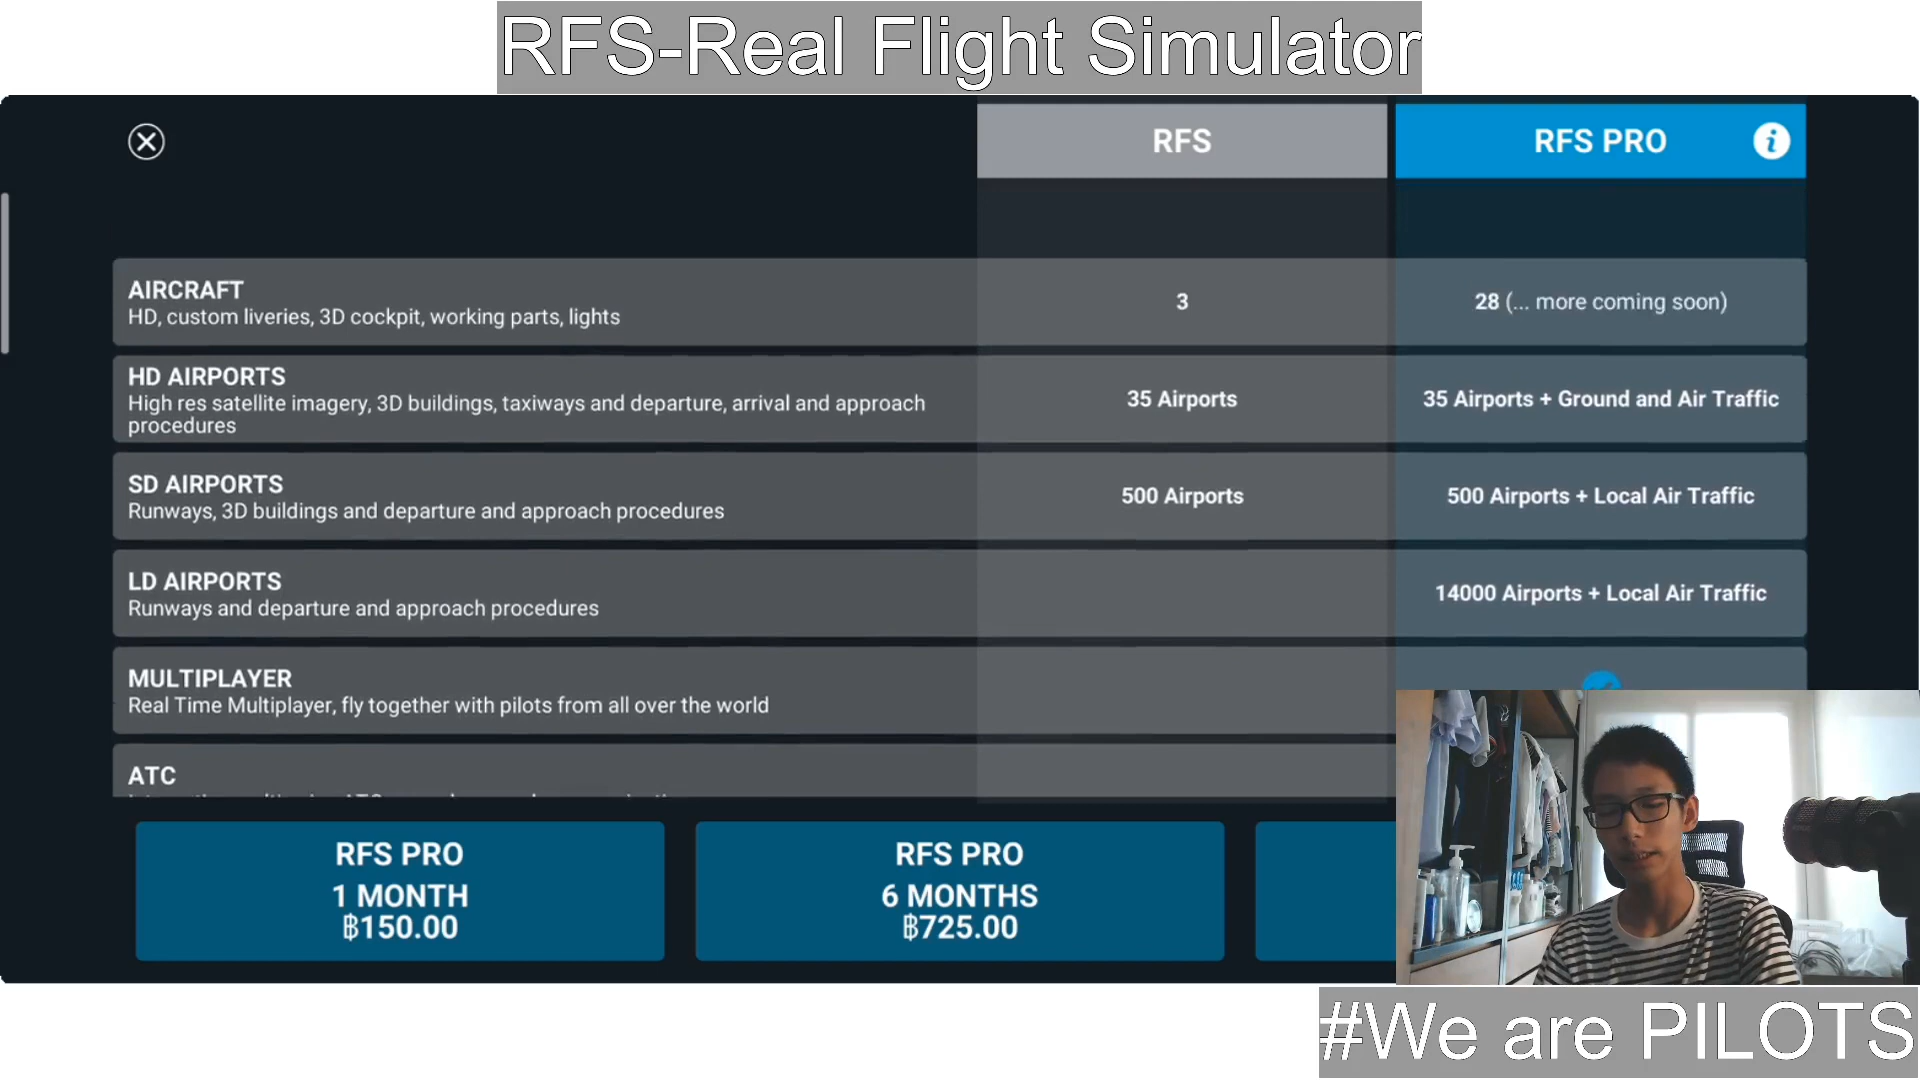 RFS-Real Flight Simulator
RFS
RFS PRO
AIRCRAFT
HD, custom liveries, 3D cockpit, working parts, lights
3
28 (... more coming soon)
HD AIRPORTS
High res satellite imagery, 3D buildings, taxiways and departure, arrival and approach
procedures
35 Airports
35 Airports + Ground and Air Traffic
SD AIRPORTS
Runways, 3D buildings and departure and approach procedures
500 Airports
500 Airports + Local Air Traffic
LD AIRPORTS
Runways and departure and approach procedures
14000 Airports + Local Air Traffic
MULTIPLAYER
Real Time Multiplayer, fly together with pilots from all over the world
ATC
RFS PRO
1 MONTH
฿150.00
RFS PRO
6 MONTHS
฿725.00
#We are PILOTS